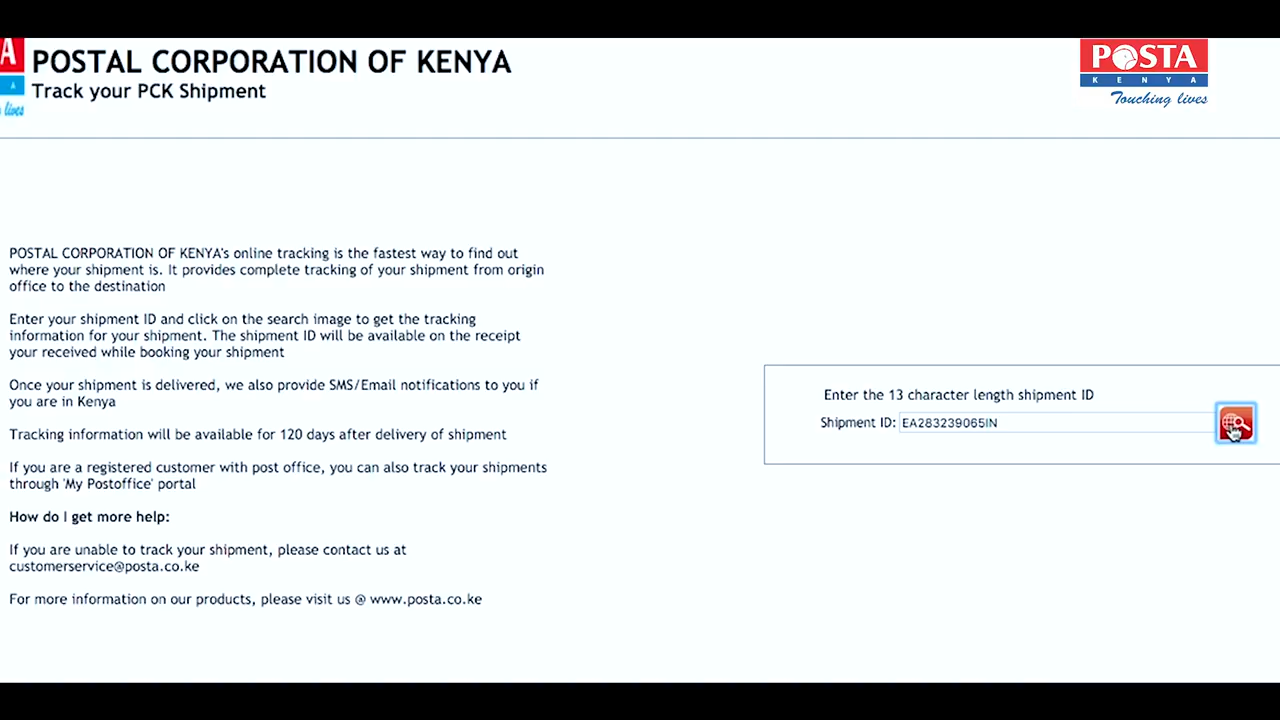 A
POSTAL CORPORATION OF KENYA
Track your PCK Shipment
A
lives
POSTA
KENYA
Touching lives
POSTAL CORPORATION OF KENYA's online tracking is the fastest way to find out
where your shipment is. It provides complete tracking of your shipment from origin
office to the destination
Enter your shipment ID and click on the search image to get the tracking
information for your shipment. The shipment ID will be available on the receipt
your received while booking your shipment
Once your shipment is delivered, we also provide SMS/Email notifications to you if
you are in Kenya
Tracking information will be available for 120 days after delivery of shipment
If you are a registered customer with post office, you can also track your shipments
through 'My Postoffice' portal
How do I get more help:
If you are unable to track your shipment, please contact us at
customerservice@posta.co.ke
For more information on our products, please visit us @ www.posta.co.ke
Enter the 13 character length shipment ID
Shipment ID: EA283239065IN